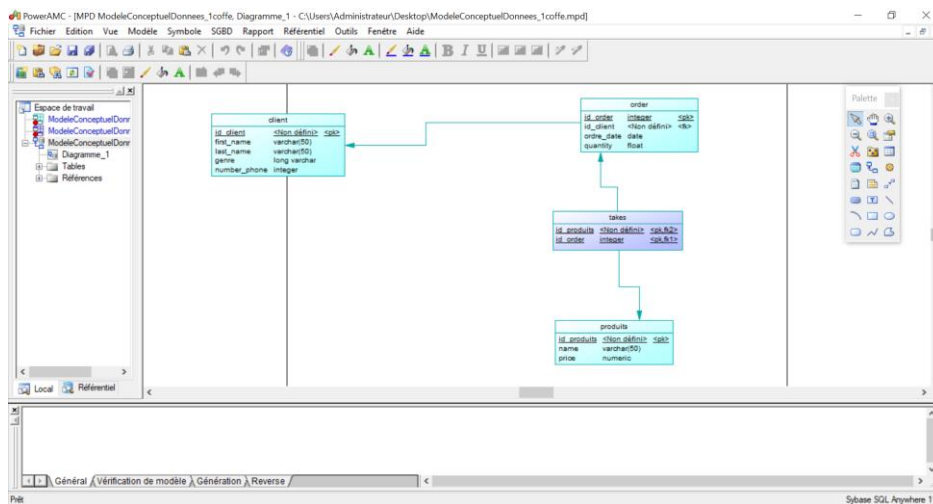 PowerAMC - [MPD ModeleConceptuelDonnees_1coffe, Diagramme_1 - C:\Users\Administrateur\Desktop\ModeleConceptuelDonnees_1coffe.mpd]
Fichier Edition Vue Modèle Symbole SGBD Rapport Référentiel Outils Fenêtre Aide
Espace de travail
ModeleConceptuelDonr
ModeleConceptuelDonr
ModeleConceptuelDonr
Diagramme_1
Tables
Références
Local Référentiel
client
id_client <Non défini> <pk>
first_name varchar(50)
last_name varchar(50)
genre long varchar
number_phone integer
order
id_order integer <pk>
id_client <Non défini> <fk>
ordre_date date
quantity float
takes
id_produits <Non défini> <pk,fk2>
id_order integer <pk,fk1>
produits
id_produits <Non défini> <pk>
name varchar(50)
price numeric
Palette
Général Vérification de modèle Génération Reverse
Prêt
Sybase SQL Anywhere 1